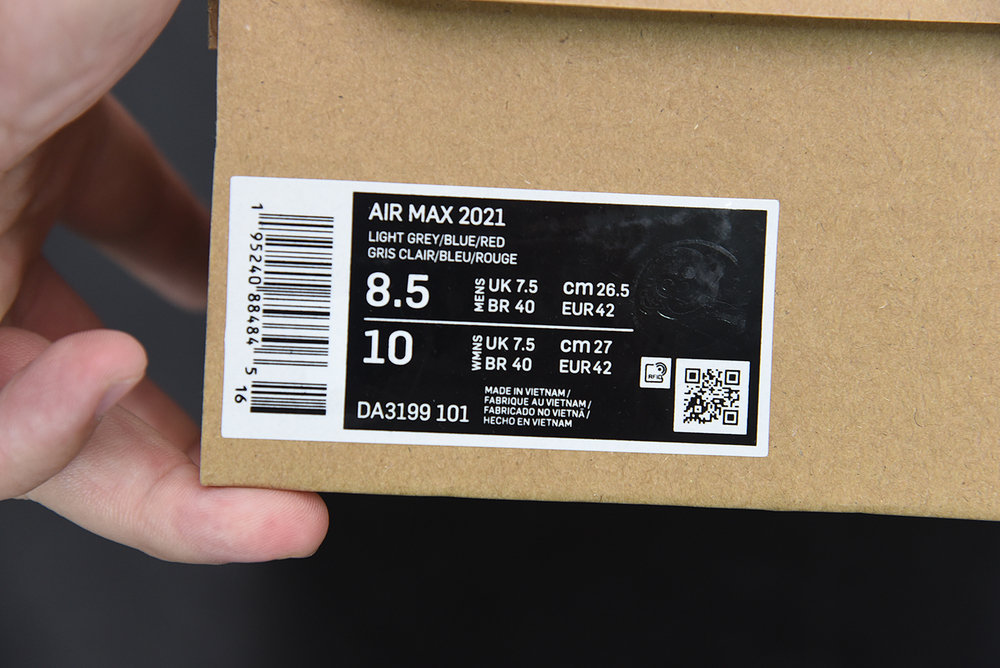 AIR MAX 2021
LIGHT GREY/BLUE/RED
GRIS CLAIR/BLEU/ROUGE
8.5 MENS UK 7.5 cm 26.5
BR 40 EUR 42
10 WMNS UK 7.5 cm 27
BR 40 EUR 42
DA3199 101
MADE IN VIETNAM /
FABRIQUE AU VIETNAM /
FABRICADO NO VIETNÃ /
HECHO EN VIETNAM
RFID
1 95240 88484 5 16